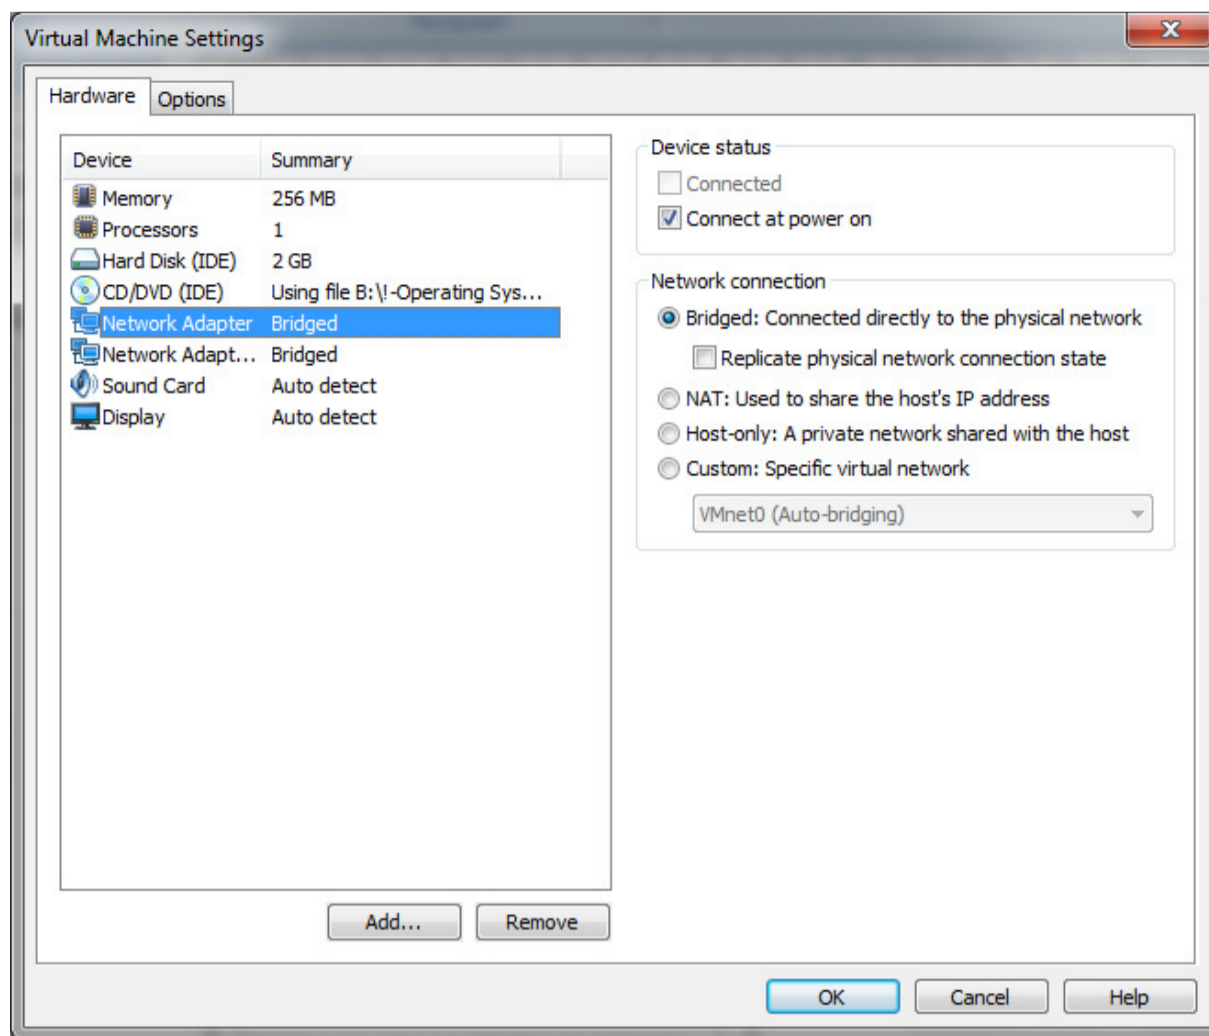 Virtual Machine Settings
X
Hardware Options
Device Summary
Memory 256 MB
Processors 1
Hard Disk (IDE) 2 GB
CD/DVD (IDE) Using file B:\!-Operating Sys...
Network Adapter Bridged
Network Adapt... Bridged
Sound Card Auto detect
Display Auto detect
Add... Remove
Device status
Connected
Connect at power on
Network connection
Bridged: Connected directly to the physical network
Replicate physical network connection state
NAT: Used to share the host's IP address
Host-only: A private network shared with the host
Custom: Specific virtual network
VMnet0 (Auto-bridging)
OK Cancel Help